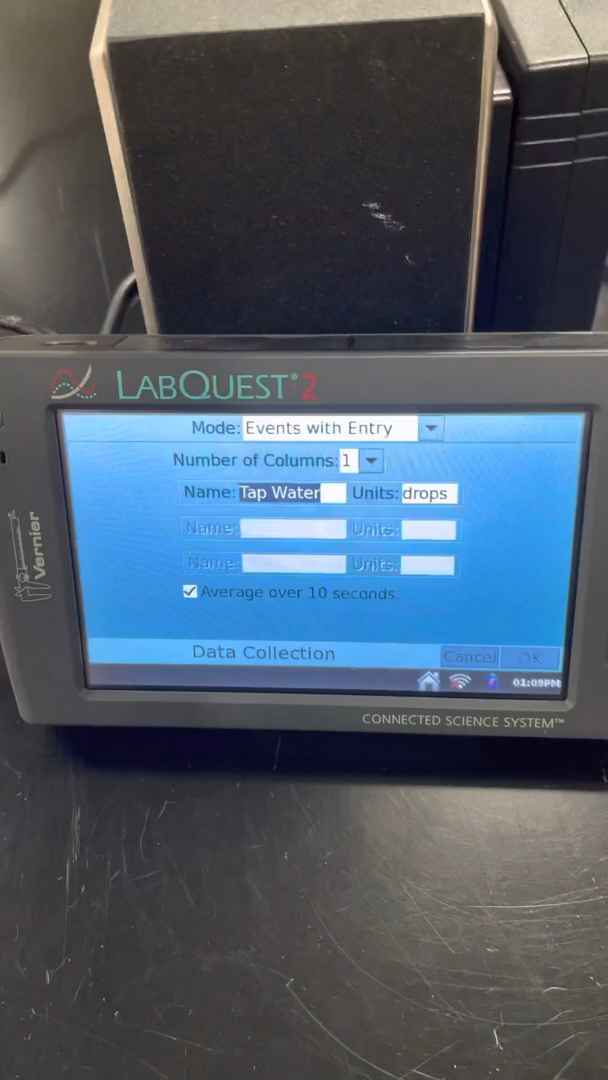 LABQUEST®2
Mode: Events with Entry
Number of Columns: 1
Name: Tap Water Units: drops
Name: Units:
Name: Units:
Average over 10 seconds.
Data Collection Cancel OK
01:09PM
Vernier
CONNECTED SCIENCE SYSTEM™